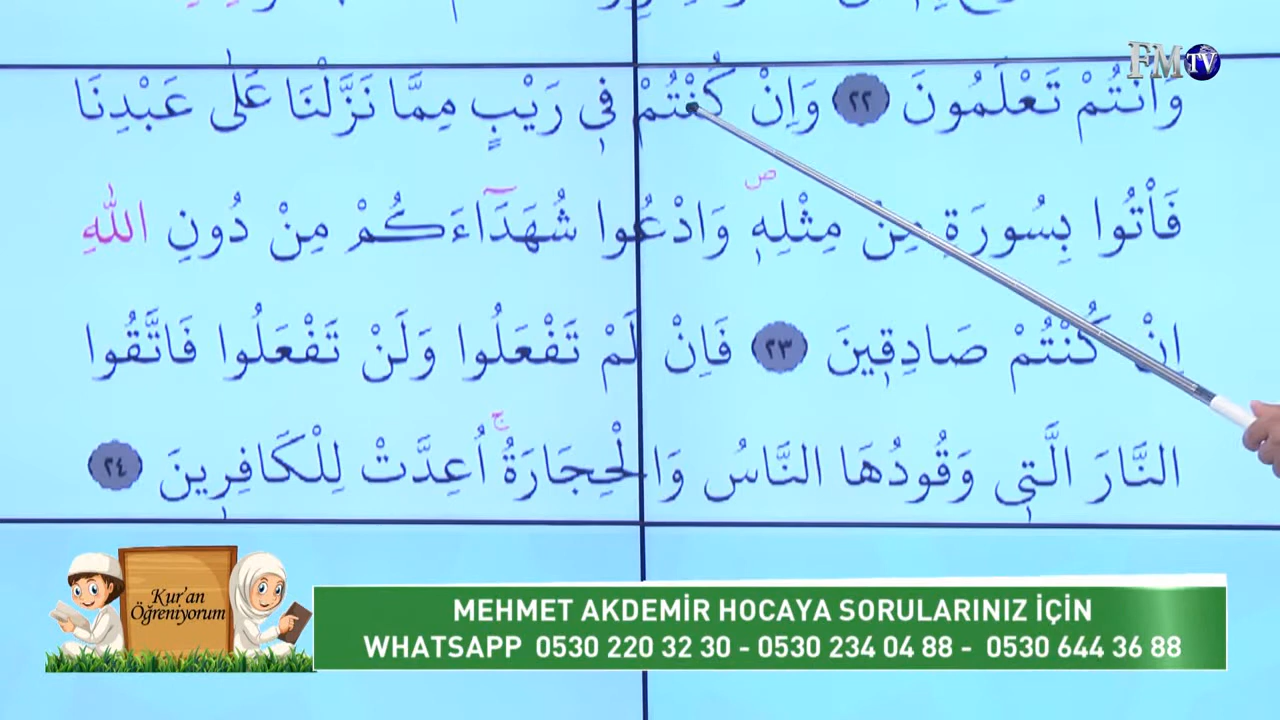 FM TV
وَاَنْتُمْ تَعْلَمُونَ ﴿٢٢﴾ وَاِنْ كُنْتُمْ ف۪ي رَيْبٍ مِمَّا نَزَّلْنَا عَلٰى عَبْدِنَا
فَأْتُوا بِسُورَةٍ مِنْ مِثْلِه۪ۖ وَادْعُوا شُهَدَٓاءَكُمْ مِنْ دُونِ اللّٰهِ
اِنْ كُنْتُمْ صَادِق۪ينَ ﴿٢٣﴾ فَاِنْ لَمْ تَفْعَلُوا وَلَنْ تَفْعَلُوا فَاتَّقُوا
النَّارَ الَّت۪ي وَقُودُهَا النَّاسُ وَالْحِجَارَةُۚ اُعِدَّتْ لِلْكَافِر۪ينَ ﴿٢٤﴾
Kur'an
Öğreniyorum
MEHMET AKDEMİR HOCAYA SORULARINIZ İÇİN
WHATSAPP 0530 220 32 30 - 0530 234 04 88 - 0530 644 36 88